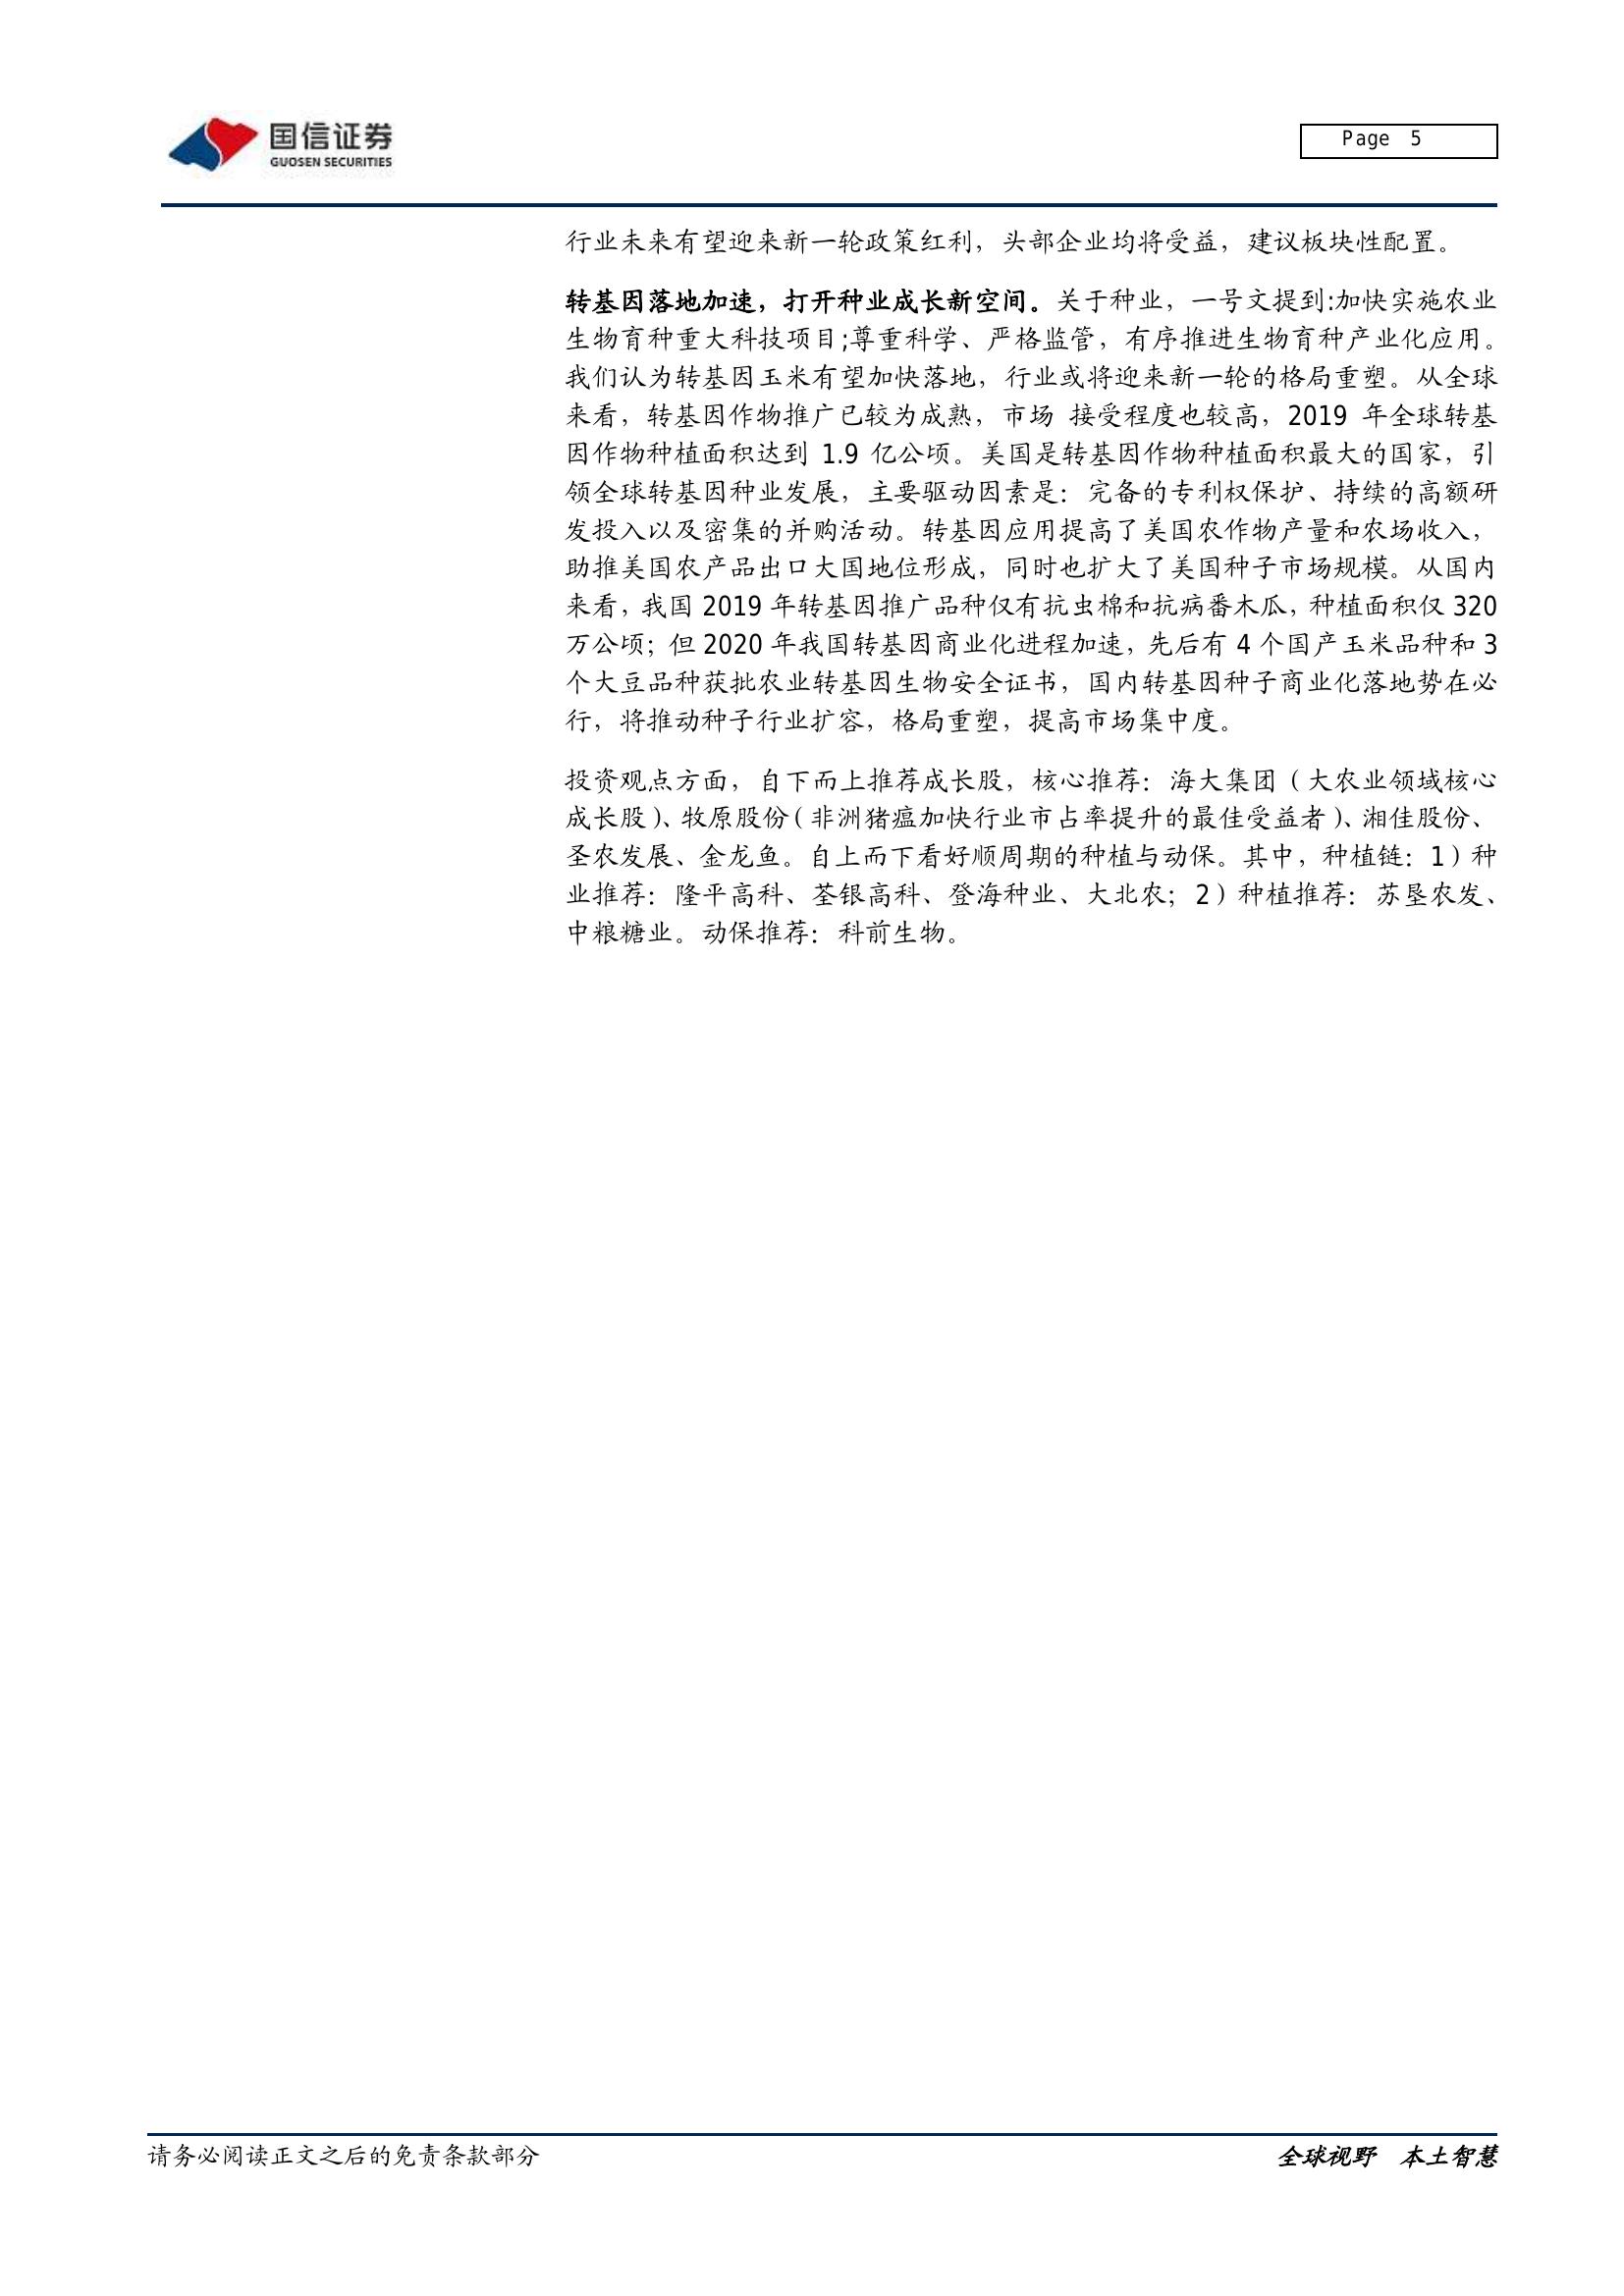 国信证券
GUOSEN SECURITIES
Page 5
行业未来有望迎来新一轮政策红利，头部企业均将受益，建议板块性配置。
转基因落地加速，打开种业成长新空间。关于种业，一号文提到:加快实施农业
生物育种重大科技项目;尊重科学、严格监管，有序推进生物育种产业化应用。
我们认为转基因玉米有望加快落地，行业或将迎来新一轮的格局重塑。从全球
来看，转基因作物推广已较为成熟，市场 接受程度也较高，2019 年全球转基
因作物种植面积达到 1.9 亿公顷。美国是转基因作物种植面积最大的国家，引
领全球转基因种业发展，主要驱动因素是：完备的专利权保护、持续的高额研
发投入以及密集的并购活动。转基因应用提高了美国农作物产量和农场收入，
助推美国农产品出口大国地位形成，同时也扩大了美国种子市场规模。从国内
来看，我国 2019 年转基因推广品种仅有抗虫棉和抗病番木瓜，种植面积仅 320
万公顷；但 2020 年我国转基因商业化进程加速，先后有 4 个国产玉米品种和 3
个大豆品种获批农业转基因生物安全证书，国内转基因种子商业化落地势在必
行，将推动种子行业扩容，格局重塑，提高市场集中度。
投资观点方面，自下而上推荐成长股，核心推荐：海大集团（大农业领域核心
成长股）、牧原股份（非洲猪瘟加快行业市占率提升的最佳受益者）、湘佳股份、
圣农发展、金龙鱼。自上而下看好顺周期的种植与动保。其中，种植链：1）种
业推荐：隆平高科、荃银高科、登海种业、大北农；2）种植推荐：苏垦农发、
中粮糖业。动保推荐：科前生物。
请务必阅读正文之后的免责条款部分
全球视野 本土智慧